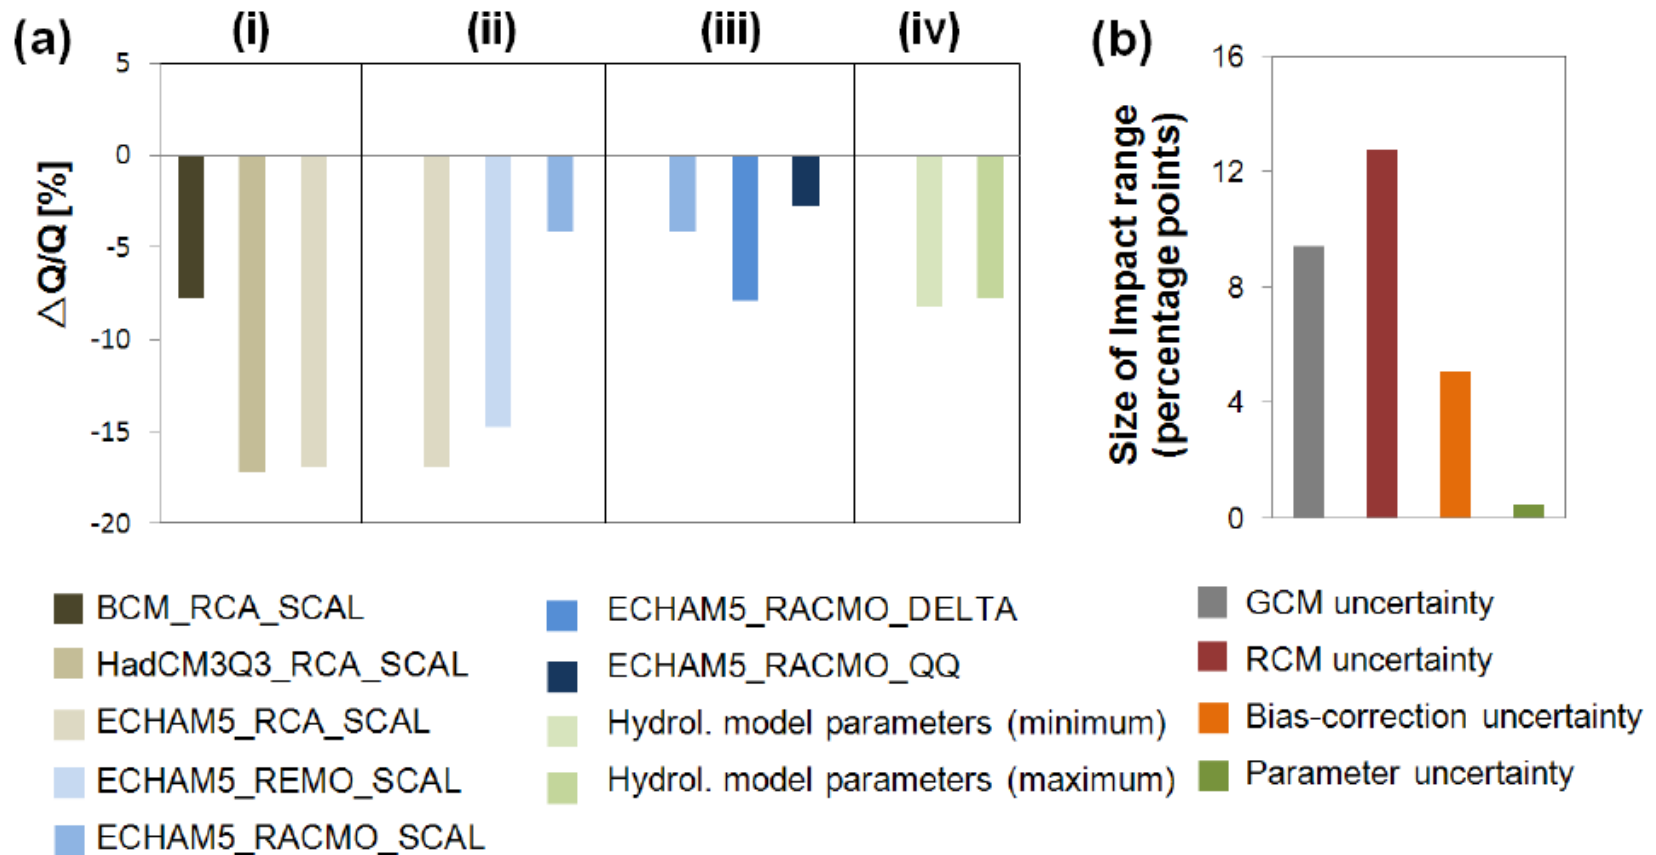 (a)
(i)
(ii)
(iii)
(iv)
5
0
-5
-10
-15
-20
△Q/Q [%]
(b)
16
12
8
4
0
Size of Impact range
(percentage points)
BCM_RCA_SCAL
HadCM3Q3_RCA_SCAL
ECHAM5_RCA_SCAL
ECHAM5_REMO_SCAL
ECHAM5_RACMO_SCAL
ECHAM5_RACMO_DELTA
ECHAM5_RACMO_QQ
Hydrol. model parameters (minimum)
Hydrol. model parameters (maximum)
GCM uncertainty
RCM uncertainty
Bias-correction uncertainty
Parameter uncertainty